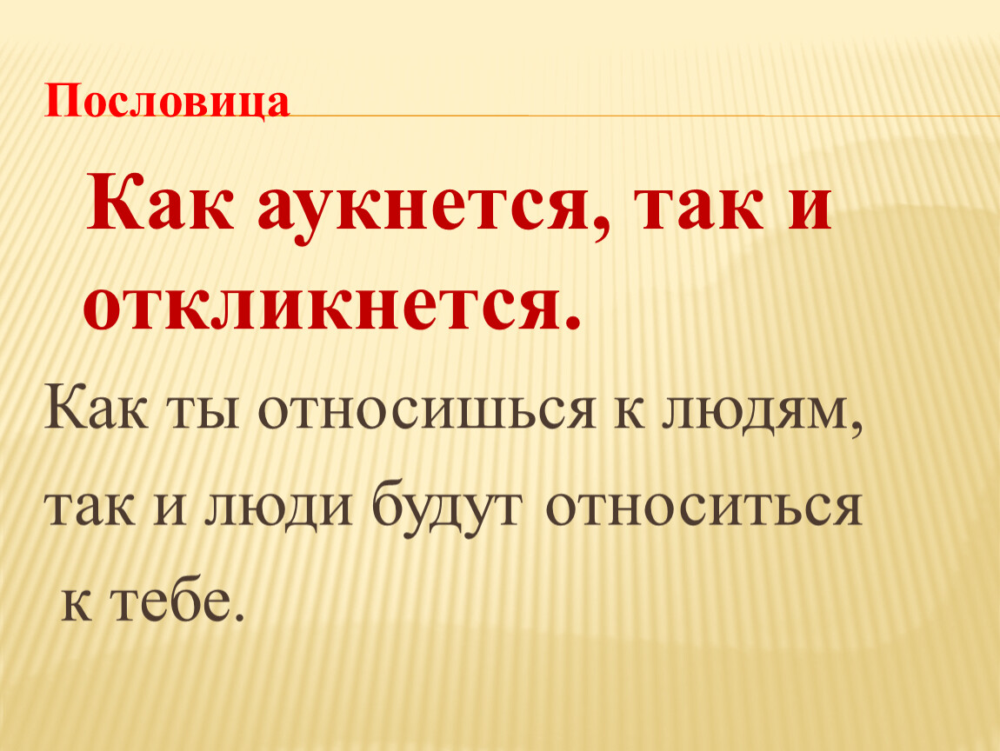 Пословица
Как аукнется, так и
откликнется.
Как ты относишься к людям,
так и люди будут относиться
к тебе.